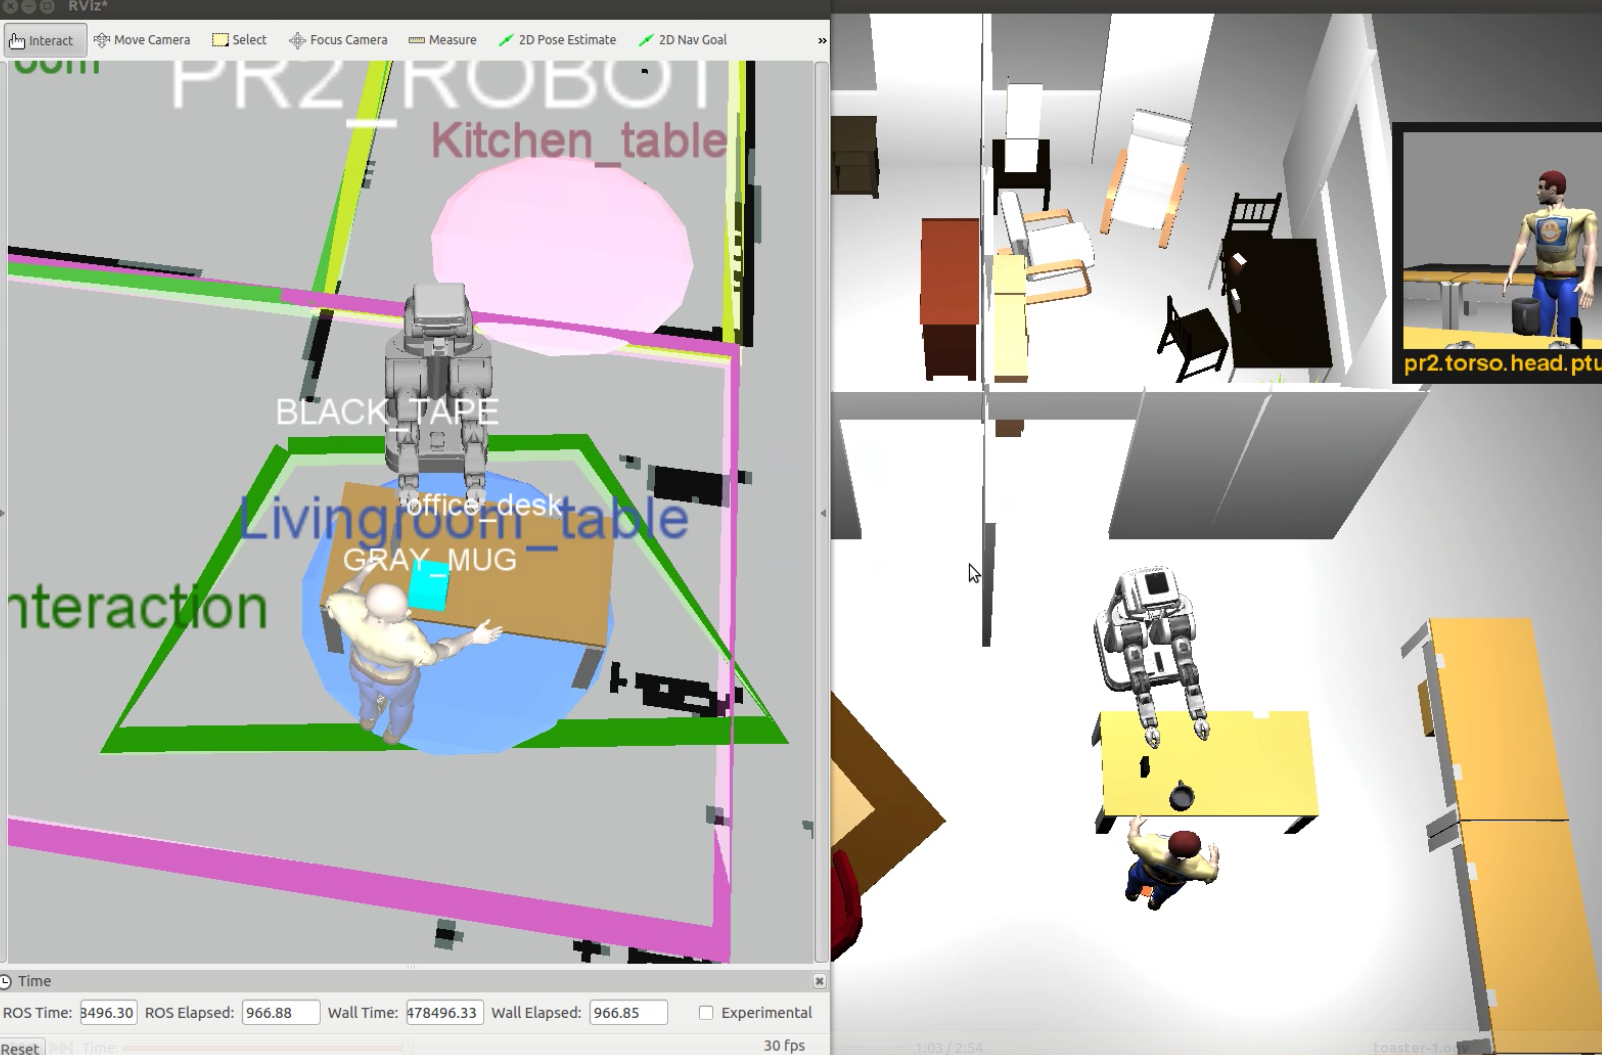 RViz*
Interact Move Camera Select Focus Camera Measure 2D Pose Estimate 2D Nav Goal »
PR2_ROBOT
Kitchen_table
BLACK_TAPE
office_desk
Livingroom_table
GRAY_MUG
nteraction
pr2.torso.head.ptu
Time
ROS Time: 3496.30 ROS Elapsed: 966.88 Wall Time: 478496.33 Wall Elapsed: 966.85 Experimental
Reset Time: 30 fps
1:03 / 2:54
toaster-1.ogv